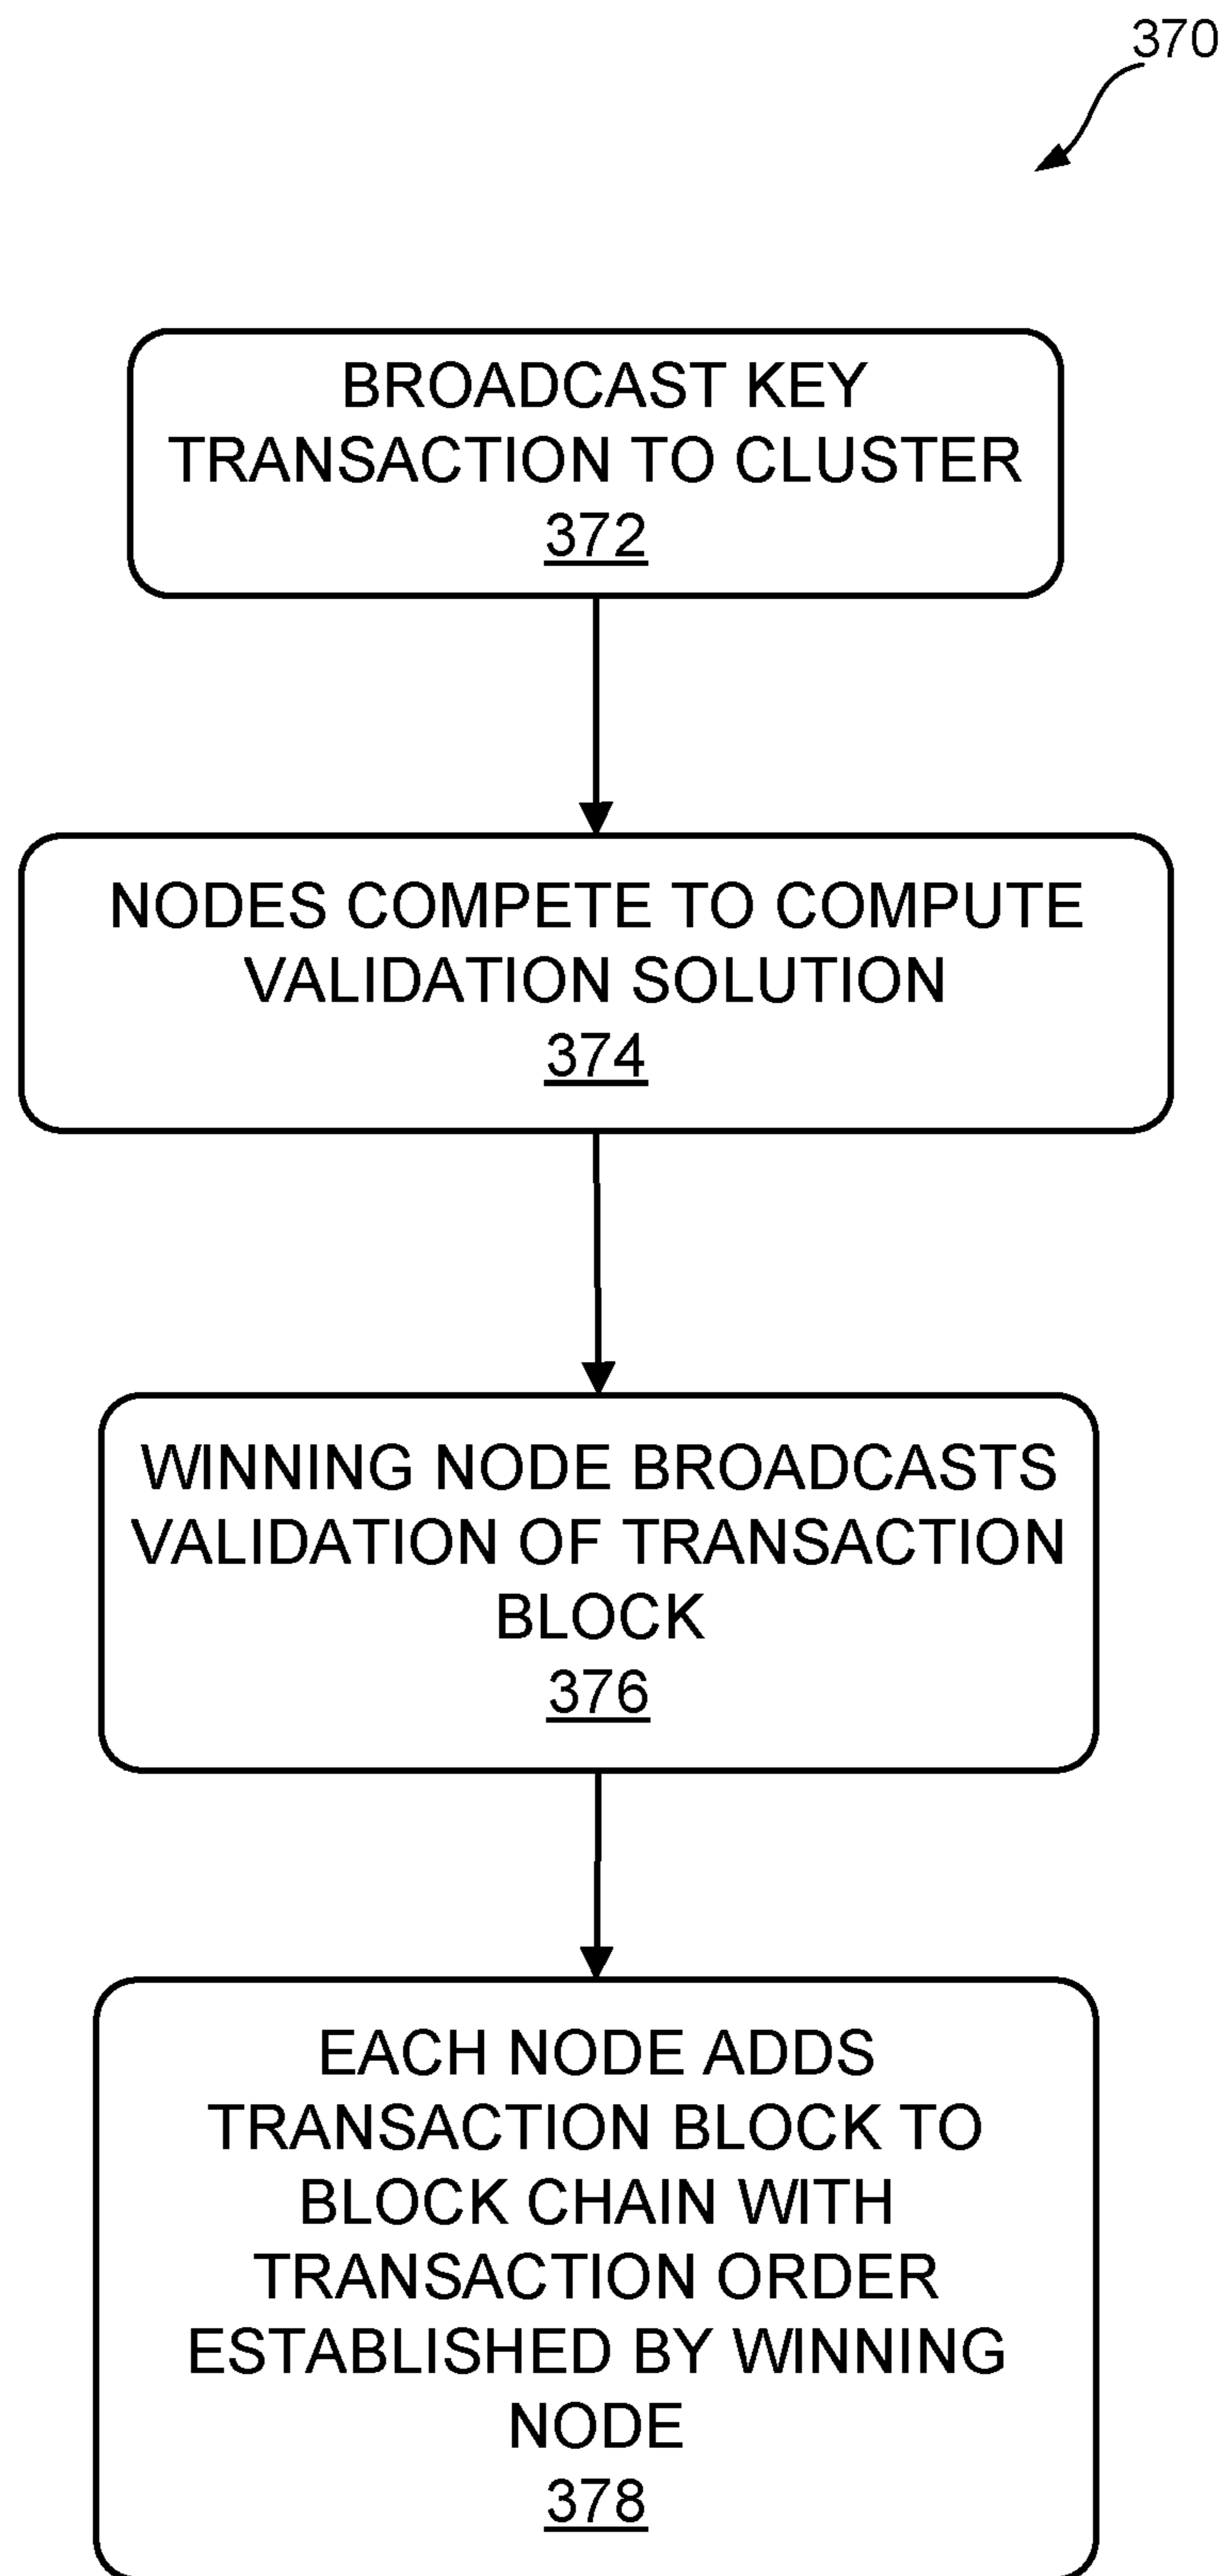 370
BROADCAST KEY
TRANSACTION TO CLUSTER
372
NODES COMPETE TO COMPUTE
VALIDATION SOLUTION
374
WINNING NODE BROADCASTS
VALIDATION OF TRANSACTION
BLOCK
376
EACH NODE ADDS
TRANSACTION BLOCK TO
BLOCK CHAIN WITH
TRANSACTION ORDER
ESTABLISHED BY WINNING
NODE
378